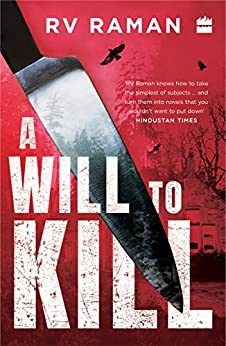 RV RAMAN
RV Raman knows how to take
the simplest of subjects ... and
turn them into novels that you
wouldn't want to put down'
HINDUSTAN TIMES
A
WILL TO
KILL